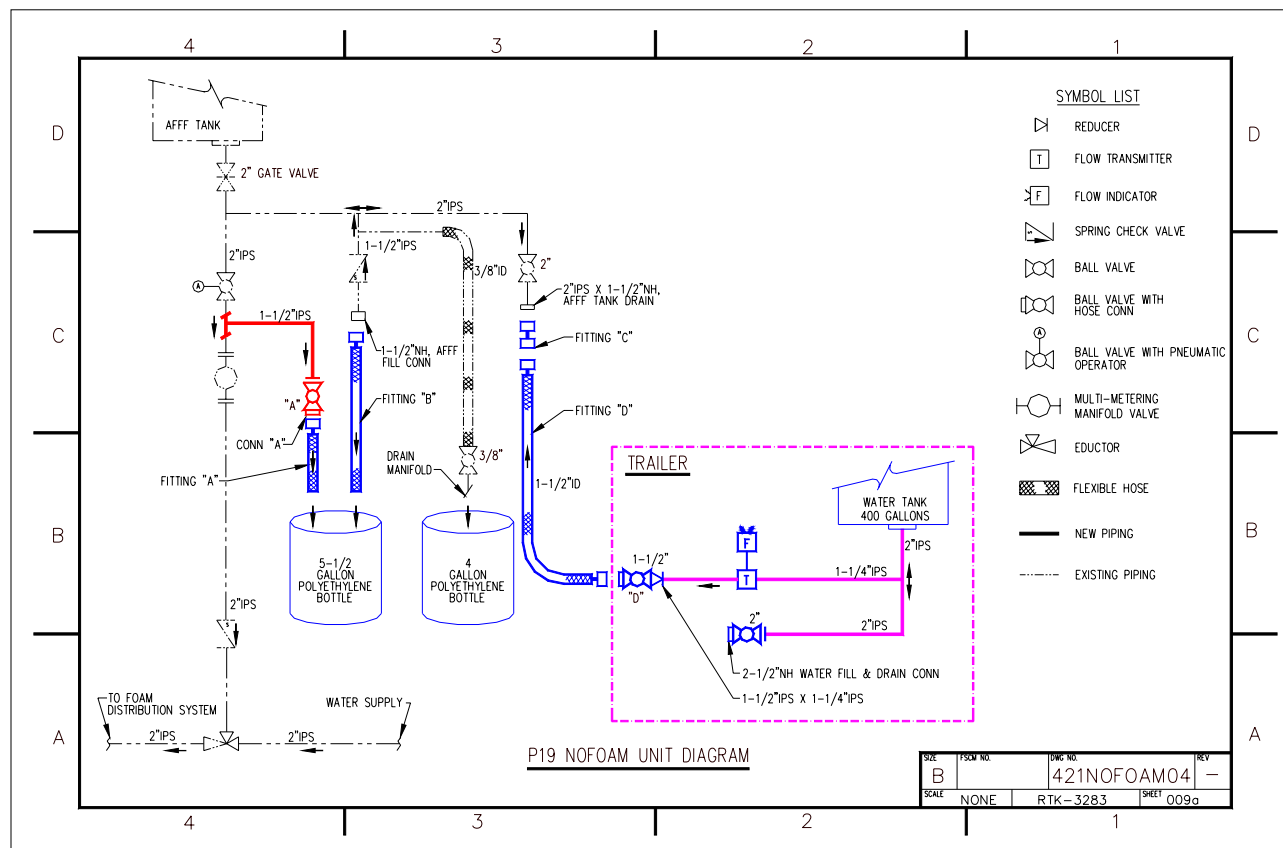 4
3
2
1
D
D
C
C
B
B
A
A
4
3
2
1
AFFF TANK
2" GATE VALVE
2"IPS
2"IPS
1-1/2"IPS
3/8"ID
2"
A
1-1/2"IPS
S
2"IPS X 1-1/2"NH,
AFFF TANK DRAIN
FITTING "C"
1-1/2"NH, AFFF
FILL CONN
"A"
CONN "A"
FITTING "B"
FITTING "D"
FITTING "A"
DRAIN
MANIFOLD
3/8"
1-1/2"ID
5-1/2
GALLON
POLYETHYLENE
BOTTLE
4
GALLON
POLYETHYLENE
BOTTLE
2"IPS
S
TO FOAM
DISTRIBUTION SYSTEM
WATER SUPPLY
2"IPS
2"IPS
TRAILER
WATER TANK
400 GALLONS
2"IPS
F
T
1-1/2"
1-1/4"IPS
"D"
2"
2"IPS
2-1/2"NH WATER FILL & DRAIN CONN
1-1/2"IPS X 1-1/4"IPS
P19 NOFOAM UNIT DIAGRAM
SYMBOL LIST
REDUCER
T FLOW TRANSMITTER
F FLOW INDICATOR
S SPRING CHECK VALVE
BALL VALVE
BALL VALVE WITH
HOSE CONN
A
BALL VALVE WITH PNEUMATIC
OPERATOR
MULTI-METERING
MANIFOLD VALVE
EDUCTOR
FLEXIBLE HOSE
NEW PIPING
EXISTING PIPING
SIZE FSCM NO. DWG NO. REV
B 421NOFOAM04 -
SCALE NONE RTK-3283 SHEET 009a